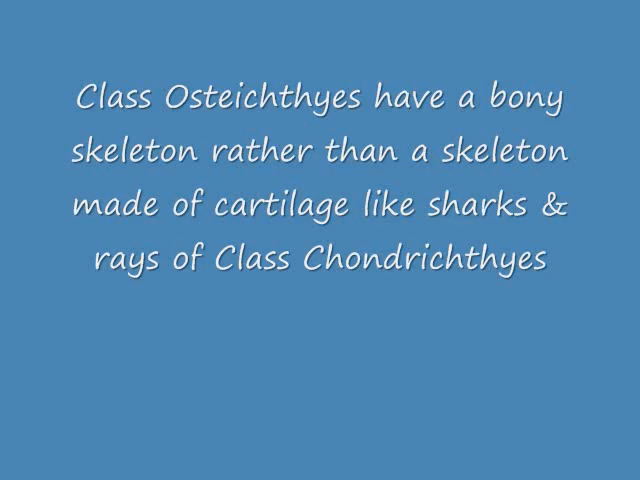 Class Osteichthyes have a bony
skeleton rather than a skeleton
made of cartilage like sharks &
rays of Class Chondrichthyes